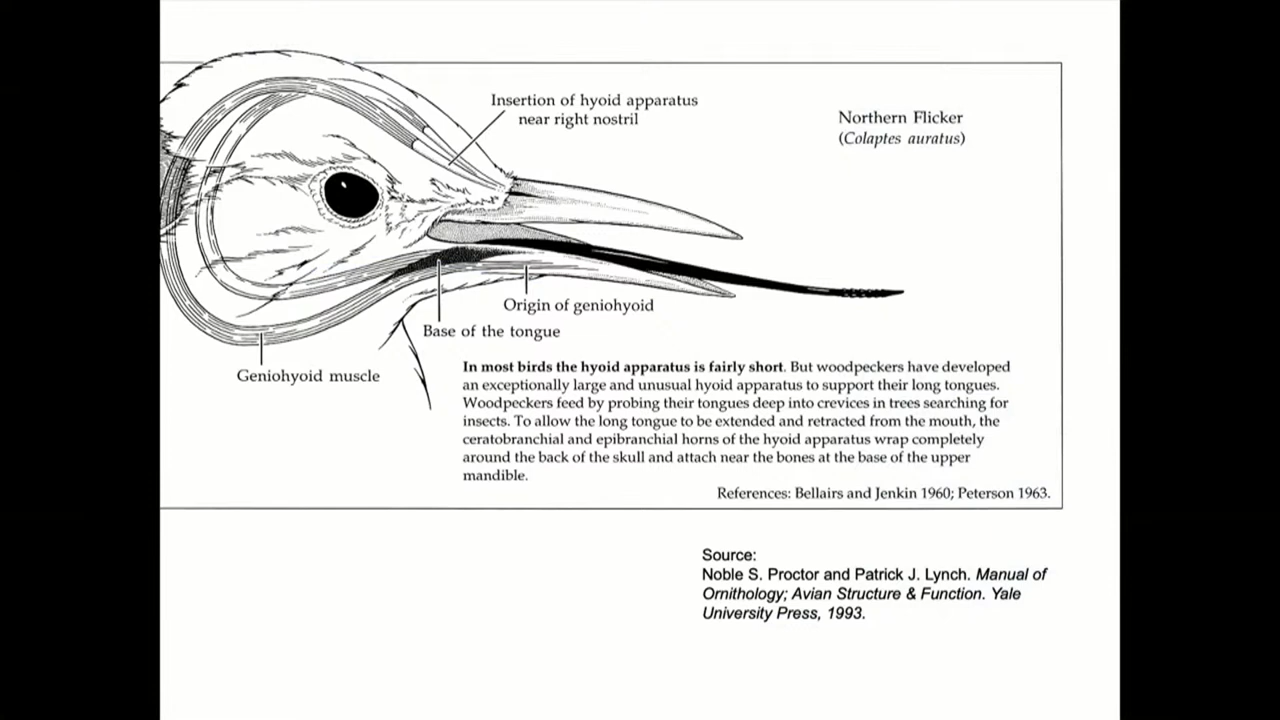 Insertion of hyoid apparatus
near right nostril
Northern Flicker
(Colaptes auratus)
Origin of geniohyoid
Base of the tongue
Geniohyoid muscle
In most birds the hyoid apparatus is fairly short. But woodpeckers have developed
an exceptionally large and unusual hyoid apparatus to support their long tongues.
Woodpeckers feed by probing their tongues deep into crevices in trees searching for
insects. To allow the long tongue to be extended and retracted from the mouth, the
ceratobranchial and epibranchial horns of the hyoid apparatus wrap completely
around the back of the skull and attach near the bones at the base of the upper
mandible.
References: Bellairs and Jenkin 1960; Peterson 1963.
Source:
Noble S. Proctor and Patrick J. Lynch. Manual of
Ornithology; Avian Structure & Function. Yale
University Press, 1993.